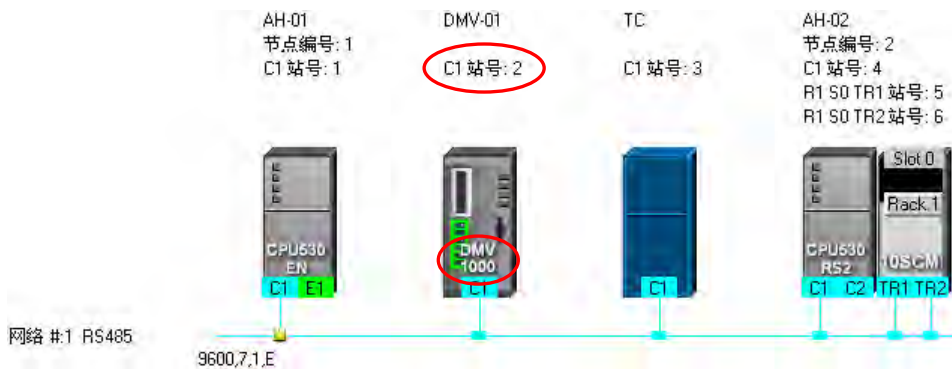 AH-01
节点编号: 1
C1 站号: 1
DMV-01
C1 站号: 2
TC
C1 站号: 3
AH-02
节点编号: 2
C1 站号: 4
R1 S0 TR1 站号: 5
R1 S0 TR2 站号: 6
CPU530
EN
C1 E1
DMV
1000
C1
C1
CPU530
RS2
C1 C2
Slot 0
Rack 1
10SCM
TR1 TR2
网络 #:1 RS485
9600,7,1,E